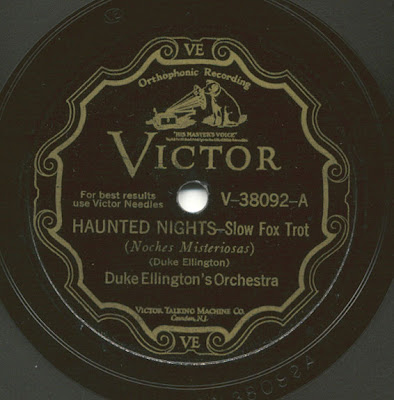 VE
Orthophonic Recording
"HIS MASTER'S VOICE"
VICTOR
For best results
use Victor Needles
V-38092-A
HAUNTED NIGHTS-Slow Fox Trot
(Noches Misteriosas)
(Duke Ellington)
Duke Ellington's Orchestra
VICTOR TALKING MACHINE CO.
Camden, N.J.
VE
38092A